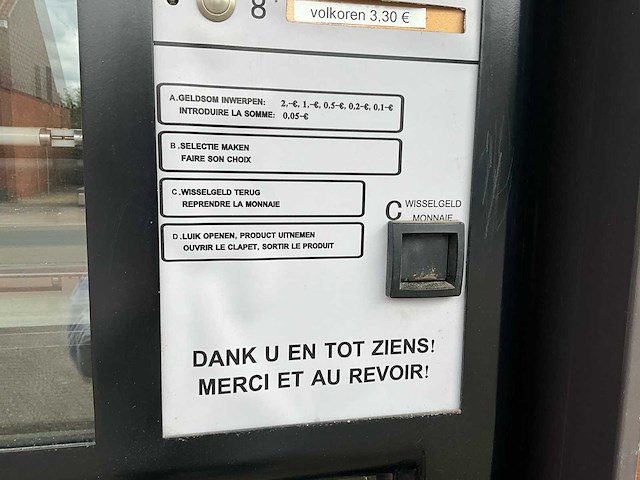 8
volkoren 3,30 €
A.GELDSOM INWERPEN: 2.-€, 1.-€, 0.5-€, 0.2-€, 0.1-€
INTRODUIRE LA SOMME: 0.05-€
B.SELECTIE MAKEN
FAIRE SON CHOIX
C.WISSELGELD TERUG
REPRENDRE LA MONNAIE
C WISSELGELD
MONNAIE
D.LUIK OPENEN, PRODUCT UITNEMEN
OUVRIR LE CLAPET, SORTIR LE PRODUIT
DANK U EN TOT ZIENS!
MERCI ET AU REVOIR!